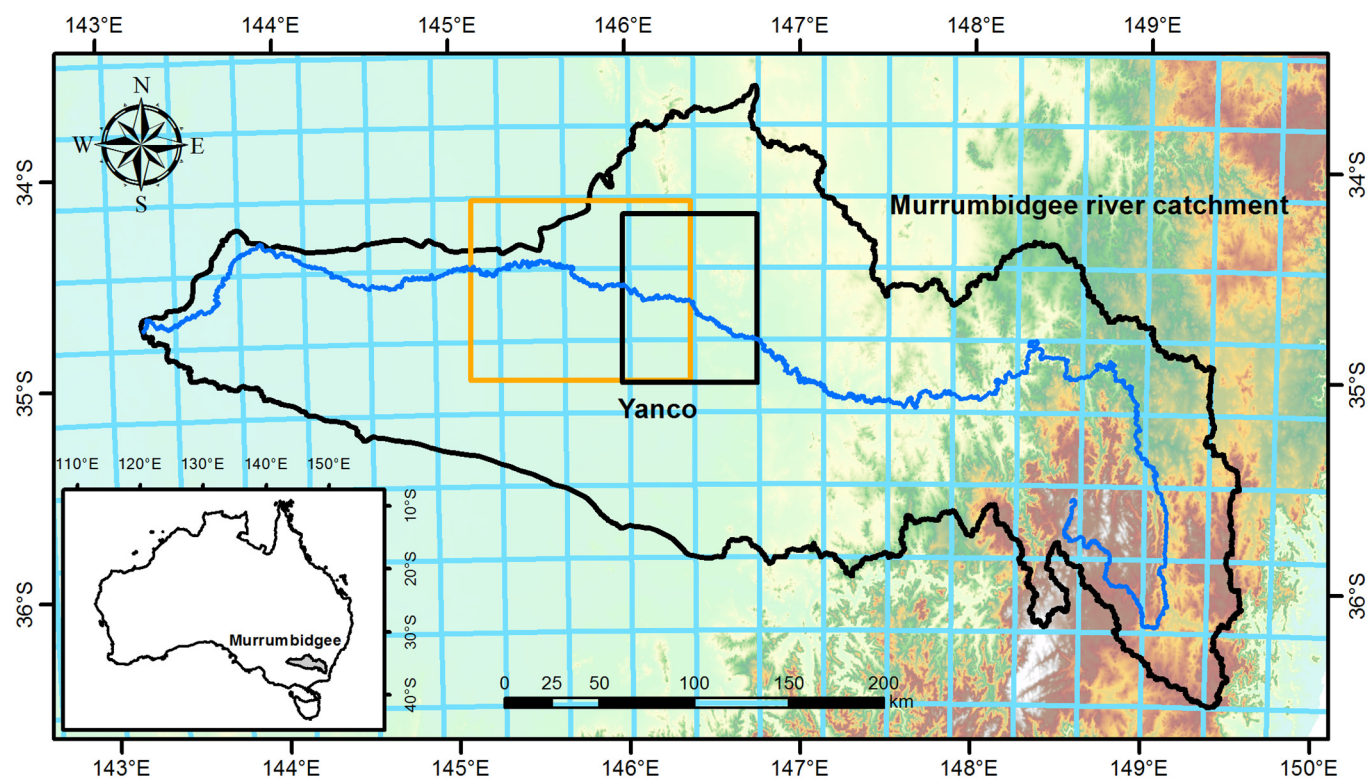 143°E 144°E 145°E 146°E 147°E 148°E 149°E
N
W E
S
34°S 34°S
Murrumbidgee river catchment
35°S 35°S
Yanco
110°E 120°E 130°E 140°E 150°E
10°S
20°S
36°S 36°S
30°S
Murrumbidgee
40°S
0 25 50 100 150 200
km
143°E 144°E 145°E 146°E 147°E 148°E 149°E 150°E